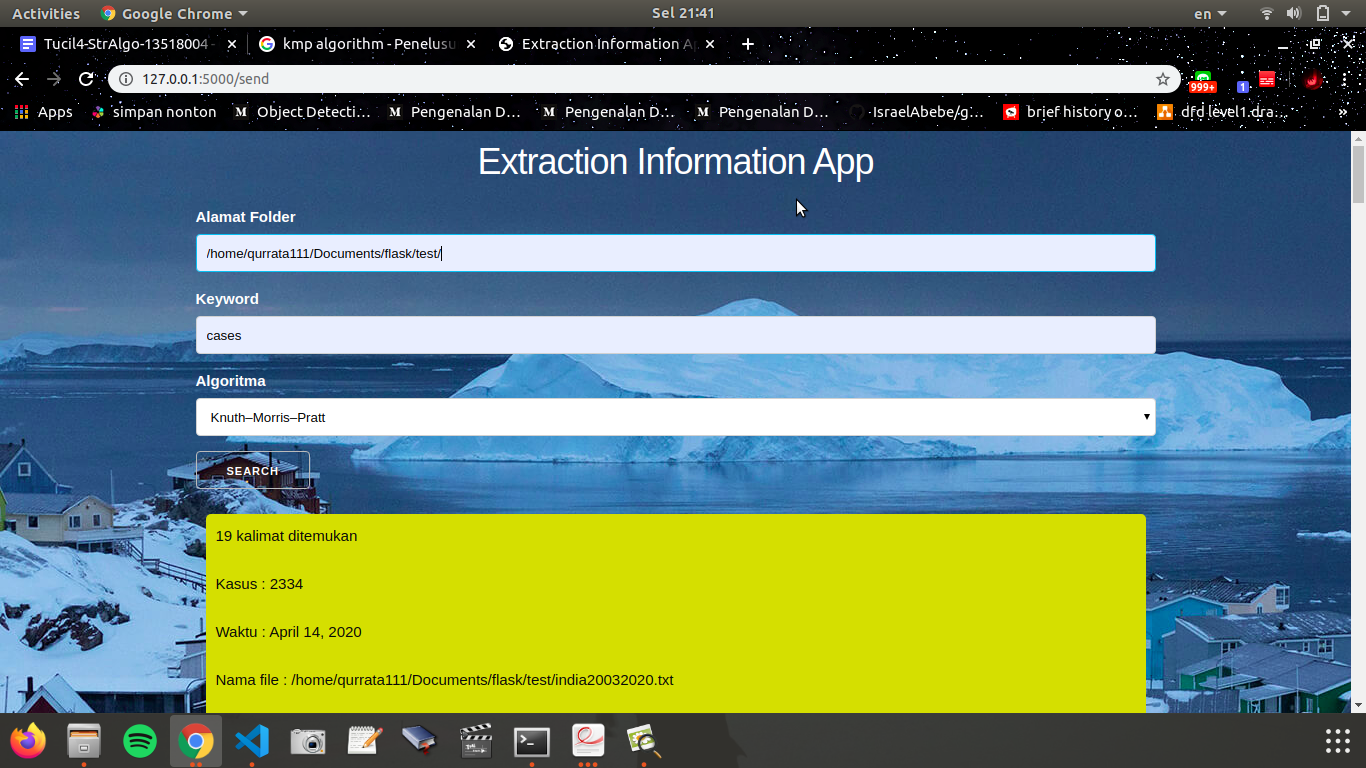 Activities Google Chrome Sel 21:41 en
Tucil4-StrAlgo-13518004 - kmp algorithm - Penelusu Extraction Information Ap
127.0.0.1:5000/send
999+ 1
Apps simpan nonton Object Detecti... Pengenalan D... Pengenalan D... Pengenalan D... IsraelAbebe/g... brief history o... dfd level1.dra... »
Extraction Information App
Alamat Folder
/home/qurrata111/Documents/flask/test/
Keyword
cases
Algoritma
Knuth–Morris–Pratt
SEARCH
19 kalimat ditemukan
Kasus : 2334
Waktu : April 14, 2020
Nama file : /home/qurrata111/Documents/flask/test/india20032020.txt